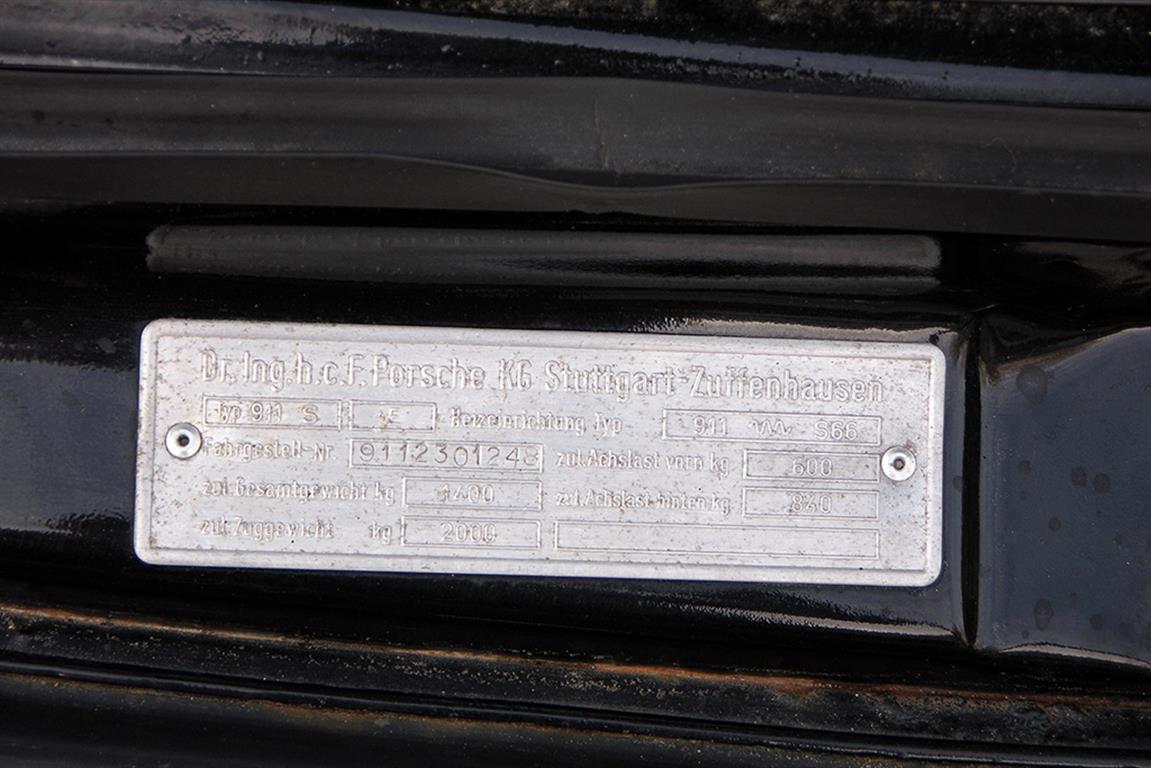 Dr. Ing. h. c. F. Porsche KG Stuttgart-Zuffenhausen
Typ 911 S E Heizeinrichtung Typ 911 S66
Fahrgestell-Nr. 9112301248 zul. Achslast vorn kg 600
zul. Gesamtgewicht kg 1400 zul. Achslast hinten kg 840
zul. Zuggewicht kg 2000